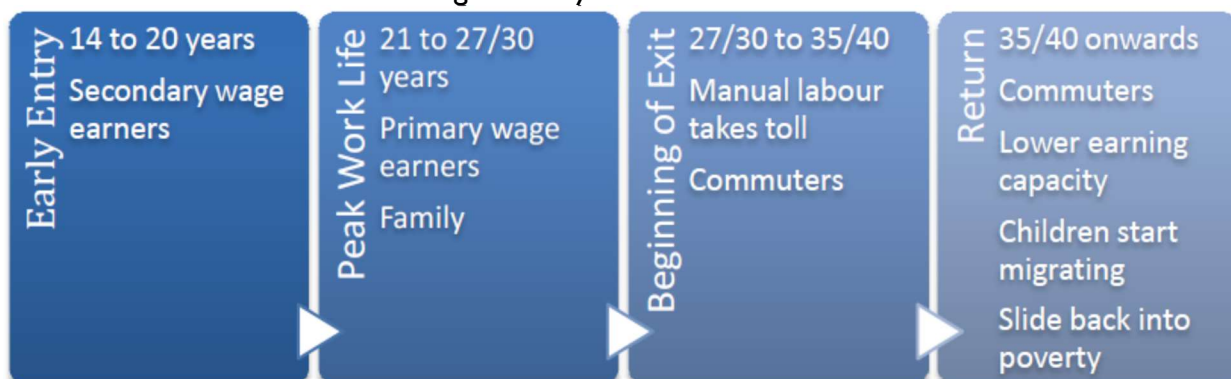 Early Entry
14 to 20 years
Secondary wage
earners
Peak Work Life
21 to 27/30
years
Primary wage
earners
Family
Beginning of Exit
27/30 to 35/40
Manual labour
takes toll
Commuters
Return
35/40 onwards
Commuters
Lower earning
capacity
Children start
migrating
Slide back into
poverty